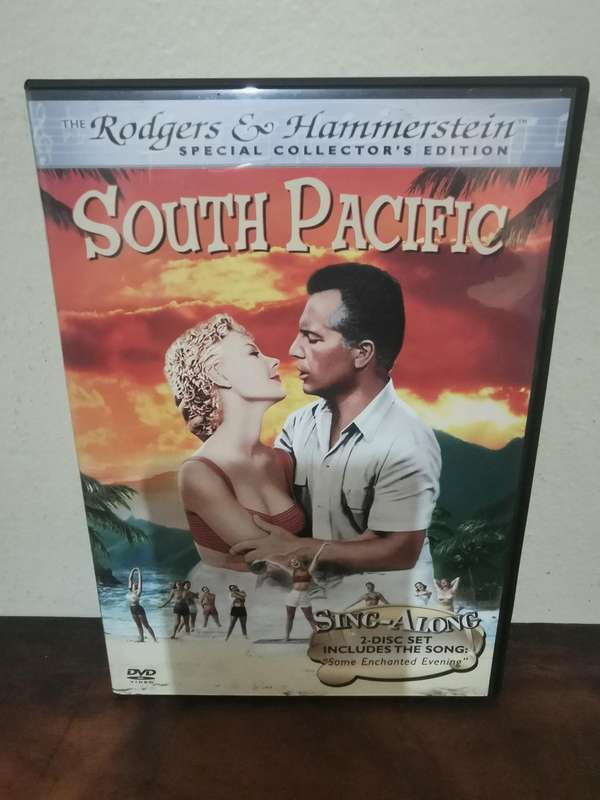 THE Rodgers & Hammerstein™
SPECIAL COLLECTOR'S EDITION
SOUTH PACIFIC
SING-ALONG
2-DISC SET
INCLUDES THE SONG:
"Some Enchanted Evening"
DVD
VIDEO